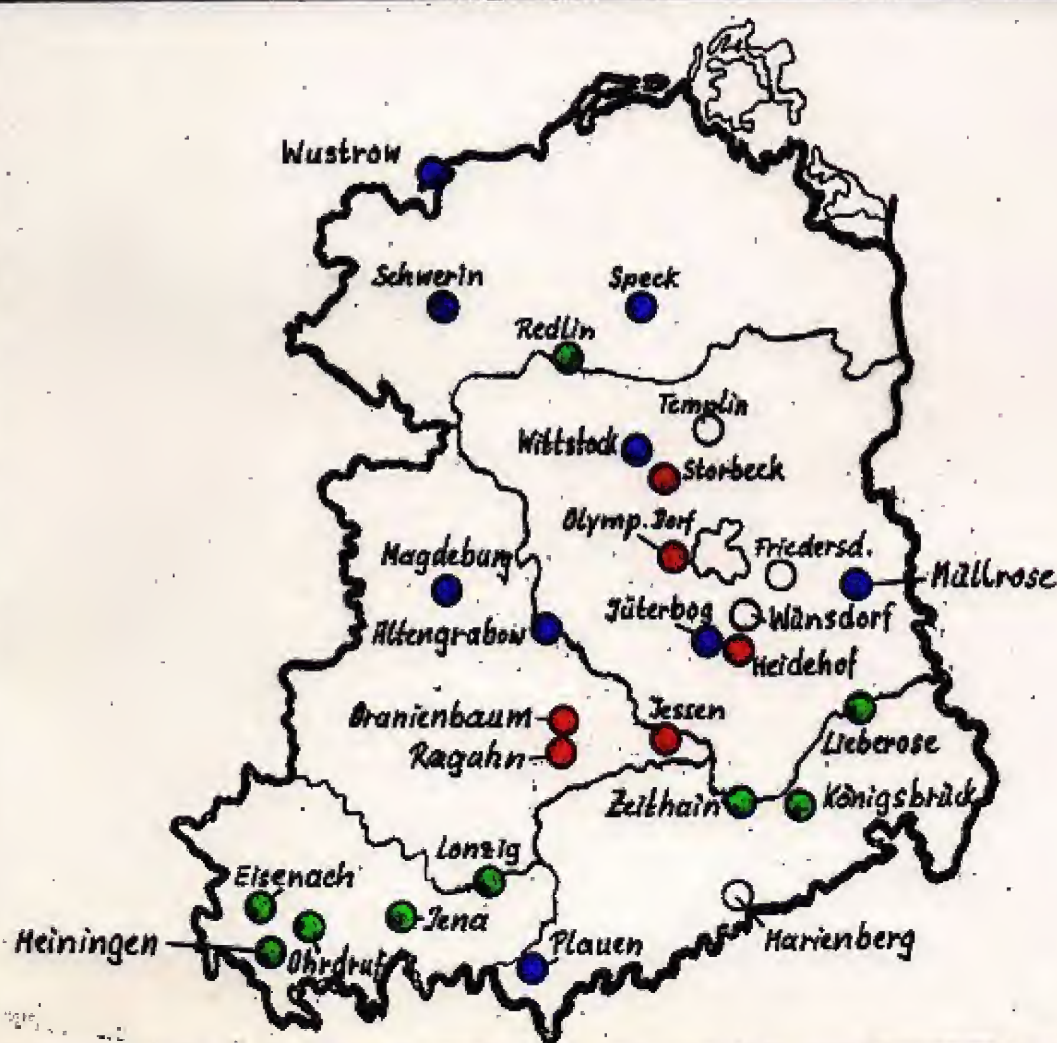 Wustrow
Schwerin
Speck
Redlin
Templin
Wittstock
Storbeck
Olymp. Dorf
Friedersd.
Magdeburg
Müllrose
Jüterbog
Wünsdorf
Altengrabow
Heidehof
Oranienbaum
Jessen
Ragahn
Lieberose
Zeithain
Königsbrück
Lonzig
Eisenach
Jena
Meiningen
Ohrdruf
Plauen
Marienberg